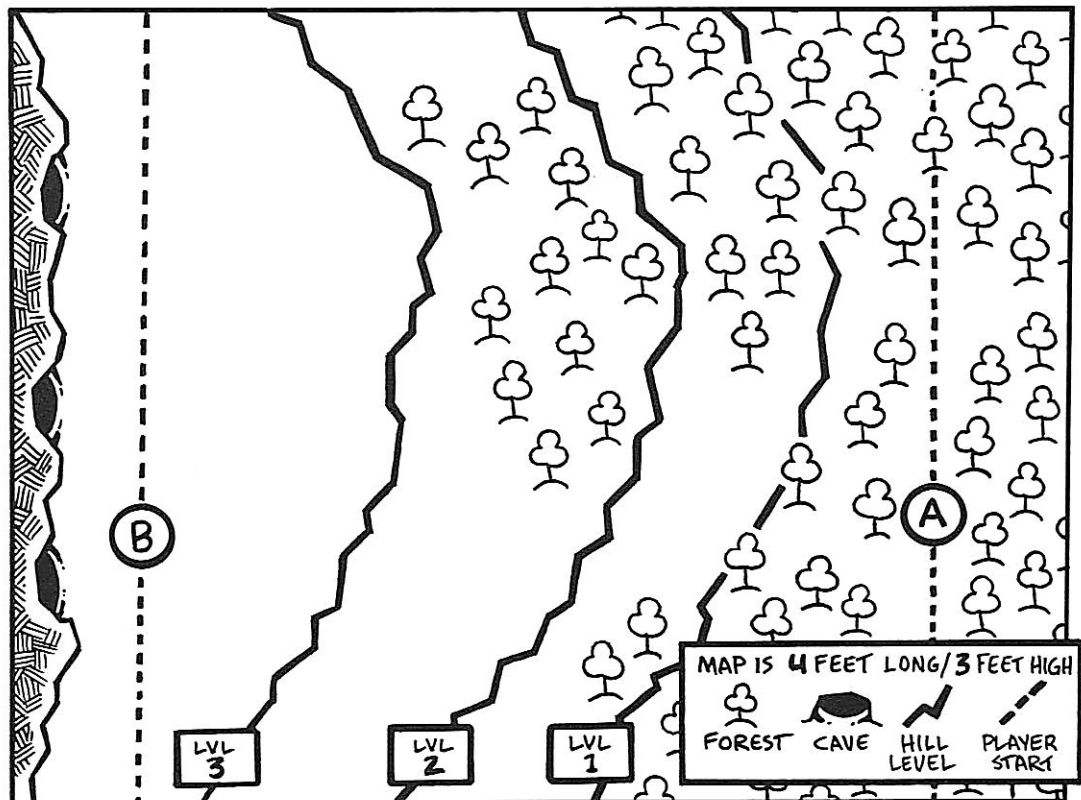 B
A
LVL
3
LVL
2
LVL
1
MAP IS 4 FEET LONG/3 FEET HIGH
FOREST
CAVE
HILL
LEVEL
PLAYER
START